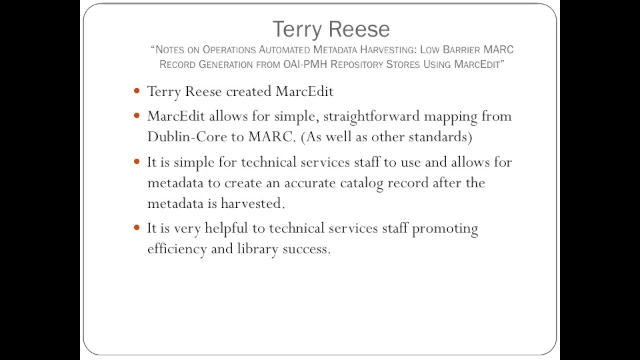 Terry Reese
“Notes on Operations Automated Metadata Harvesting: Low Barrier MARC
Record Generation from OAI-PMH Repository Stores Using MarcEdit”
• Terry Reese created MarcEdit
• MarcEdit allows for simple, straightforward mapping from
Dublin-Core to MARC. (As well as other standards)
• It is simple for technical services staff to use and allows for
metadata to create an accurate catalog record after the
metadata is harvested.
• It is very helpful to technical services staff promoting
efficiency and library success.